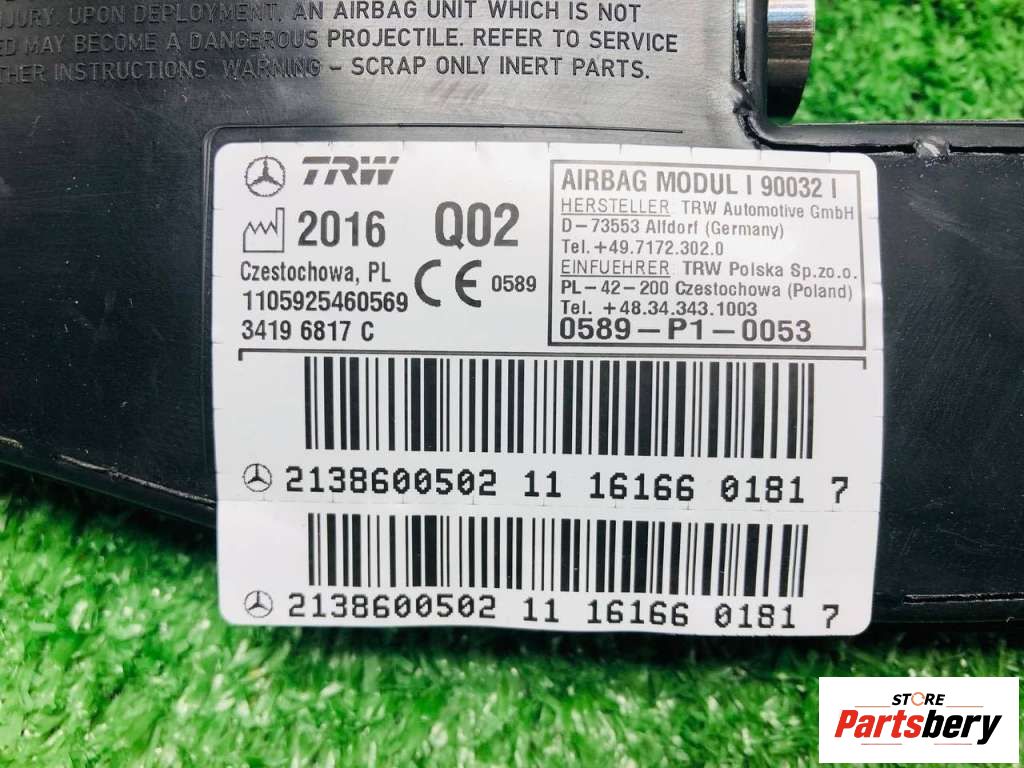 INJURY. UPON DEPLOYMENT, AN AIRBAG UNIT WHICH IS NOT
MAY BECOME A DANGEROUS PROJECTILE. REFER TO SERVICE
INSTRUCTIONS. WARNING - SCRAP ONLY INERT PARTS.
TRW
2016 Q02
Czestochowa, PL
CE 0589
1105925460569
3419 6817 C
AIRBAG MODUL I 90032 I
HERSTELLER: TRW Automotive GmbH
D-73553 Alfdorf (Germany)
Tel. +49.7172.302.0
EINFUEHRER: TRW Polska Sp.zo.o.
PL-42-200 Czestochowa (Poland)
Tel. +48.34.343.1003
0589-P1-0053
2138600502 11 16166 0181 7
2138600502 11 16166 0181 7
STORE
Partsbery